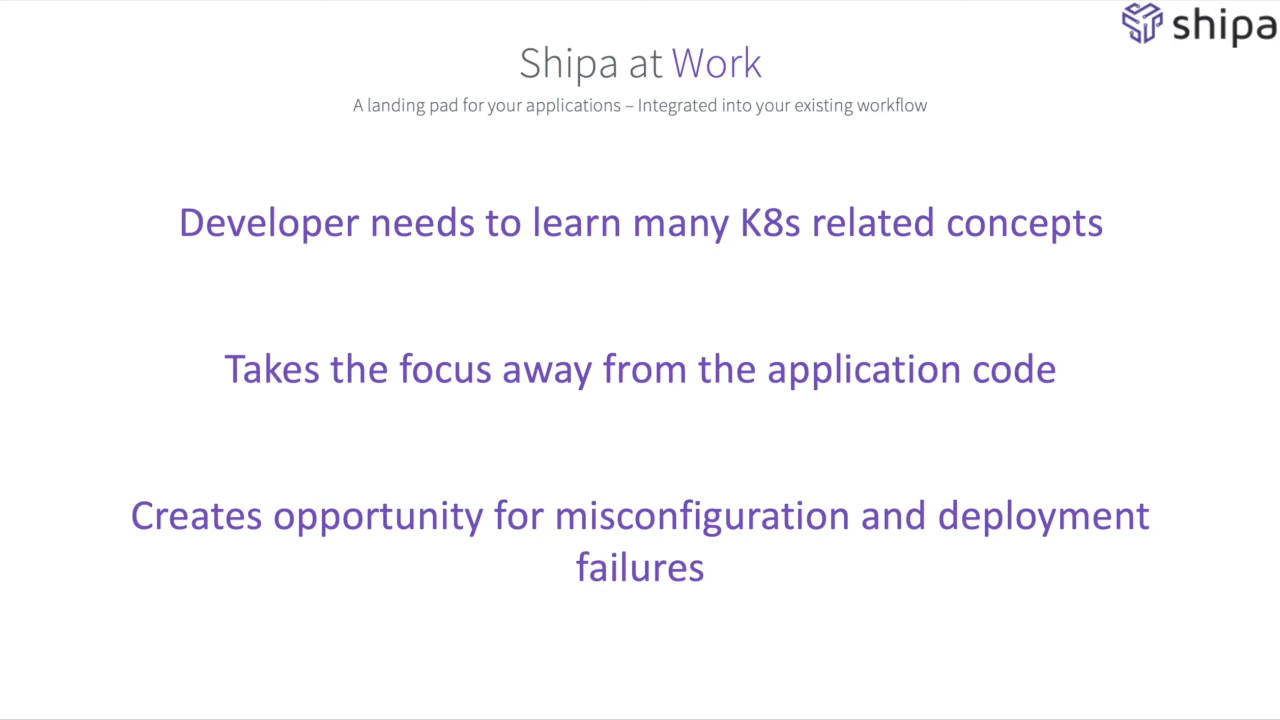 shipa
Shipa at Work
A landing pad for your applications – Integrated into your existing workflow
Developer needs to learn many K8s related concepts
Takes the focus away from the application code
Creates opportunity for misconfiguration and deployment
failures